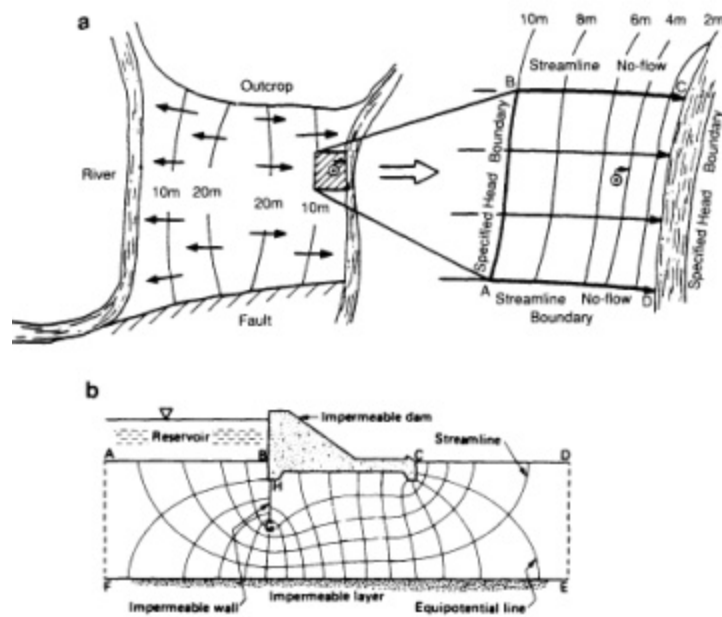 a
10m 8m 6m 4m 2m
Streamline No-flow
Outcrop
B C
River
Specified Head Boundary
Specified Head Boundary
10m 20m 20m 10m
A D
Streamline No-flow
Boundary
Fault
b
Impermeable dam
Reservoir
Streamline
A B C D
H
G
F E
Impermeable wall Impermeable layer Equipotential line